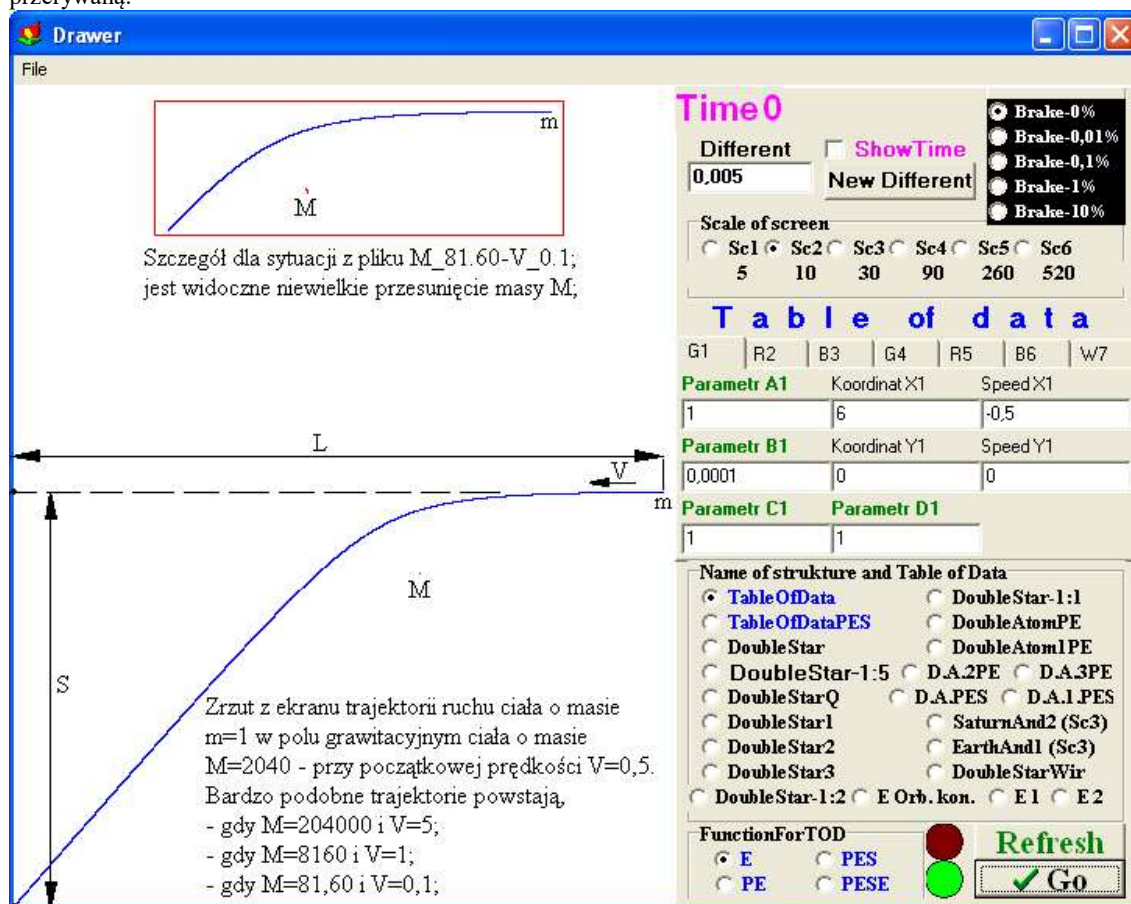 przerywaną.
Drawer
File
m
M
Szczegół dla sytuacji z pliku M_81.60-V_0.1;
jest widoczne niewielkie przesunięcie masy M;
L
V
m
M
S
Zrzut z ekranu trajektorii ruchu ciała o masie
m=1 w polu grawitacyjnym ciała o masie
M=2040 - przy początkowej prędkości V=0,5.
Bardzo podobne trajektorie powstają,
- gdy M=204000 i V=5;
- gdy M=8160 i V=1;
- gdy M=81,60 i V=0,1;
Time 0
Brake-0%
Brake-0,01%
Brake-0,1%
Brake-1%
Brake-10%
Different
ShowTime
0,005
New Different
Scale of screen
Sc1 Sc2 Sc3 Sc4 Sc5 Sc6
5 10 30 90 260 520
Table of data
G1 R2 B3 G4 R5 B6 W7
Parametr A1 Koordinat X1 Speed X1
1 6 -0,5
Parametr B1 Koordinat Y1 Speed Y1
0,0001 0 0
Parametr C1 Parametr D1
1 1
Name of strukture and Table of Data
TableOfData DoubleStar-1:1
TableOfDataPES DoubleAtomPE
DoubleStar DoubleAtom1PE
DoubleStar-1:5 D.A.2PE D.A.3PE
DoubleStarQ D.A.PES D.A.1.PES
DoubleStar1 SaturnAnd2 (Sc3)
DoubleStar2 EarthAnd1 (Sc3)
DoubleStar3 DoubleStarWir
DoubleStar-1:2 E Orb. kon. E 1 E 2
FunctionForTOD
E PES
PE PESE
Refresh
Go